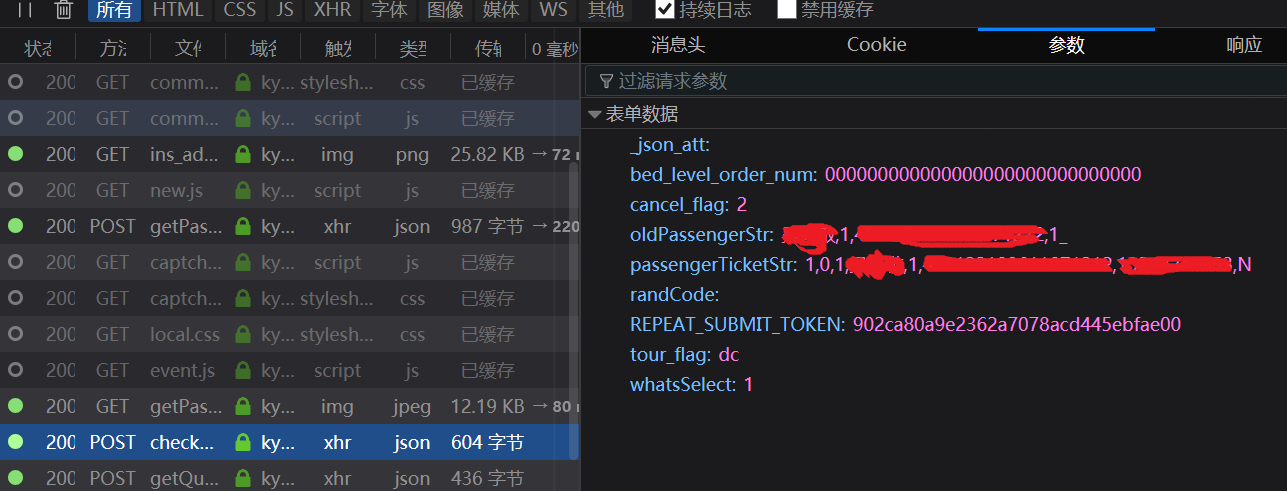 所有 HTML CSS JS XHR 字体 图像 媒体 WS 其他 持续日志 禁用缓存
状态 方法 文件 域名 触发 类型 传输 0 毫秒 消息头 Cookie 参数 响应
过滤请求参数
表单数据
200 GET comm... ky... stylesh... css 已缓存
200 GET comm... ky... script js 已缓存
200 GET ins_ad... ky... img png 25.82 KB → 72
200 GET new.js ky... script js 已缓存
200 POST getPas... ky... xhr json 987 字节 → 220
200 GET captch... ky... script js 已缓存
200 GET captch... ky... stylesh... css 已缓存
200 GET local.css ky... stylesh... css 已缓存
200 GET event.js ky... script js 已缓存
200 GET getPas... ky... img jpeg 12.19 KB → 80
200 POST check... ky... xhr json 604 字节
200 POST getQu... ky... xhr json 436 字节
_json_att:
bed_level_order_num: 000000000000000000000000000000
cancel_flag: 2
oldPassengerStr: ,1, ,1_
passengerTicketStr: 1,0,1, ,1, , ,N
randCode:
REPEAT_SUBMIT_TOKEN: 902ca80a9e2362a7078acd445ebfae00
tour_flag: dc
whatsSelect: 1